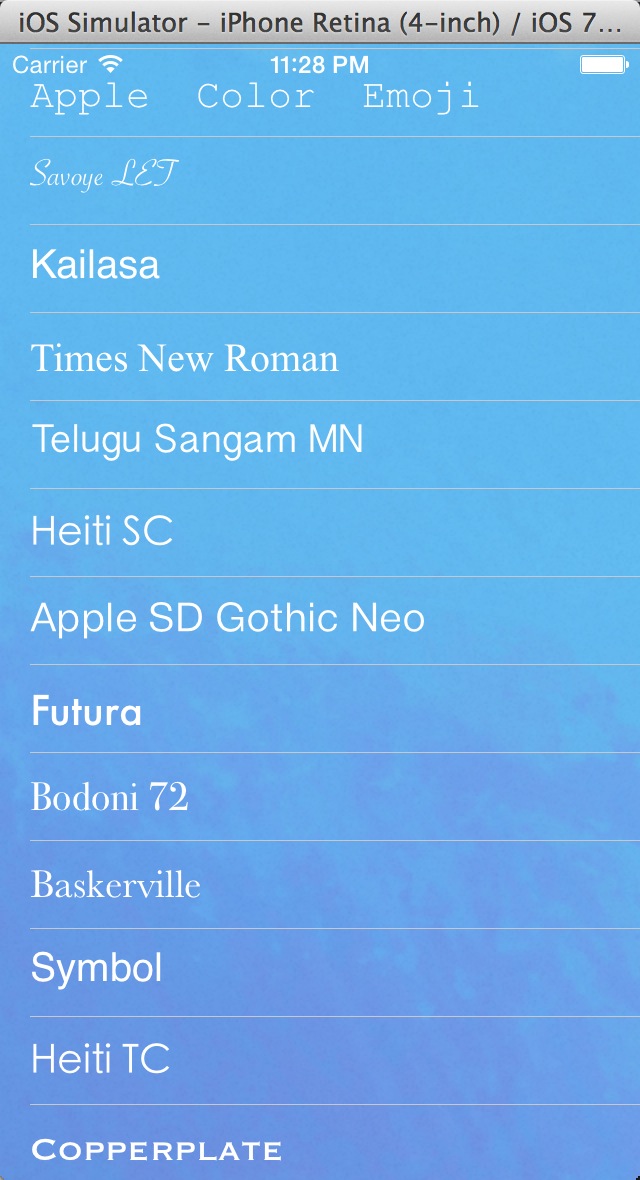 iOS Simulator – iPhone Retina (4-inch) / iOS 7...
Carrier 11:28 PM
Apple Color Emoji
Savoye LET
Kailasa
Times New Roman
Telugu Sangam MN
Heiti SC
Apple SD Gothic Neo
Futura
Bodoni 72
Baskerville
Symbol
Heiti TC
Copperplate